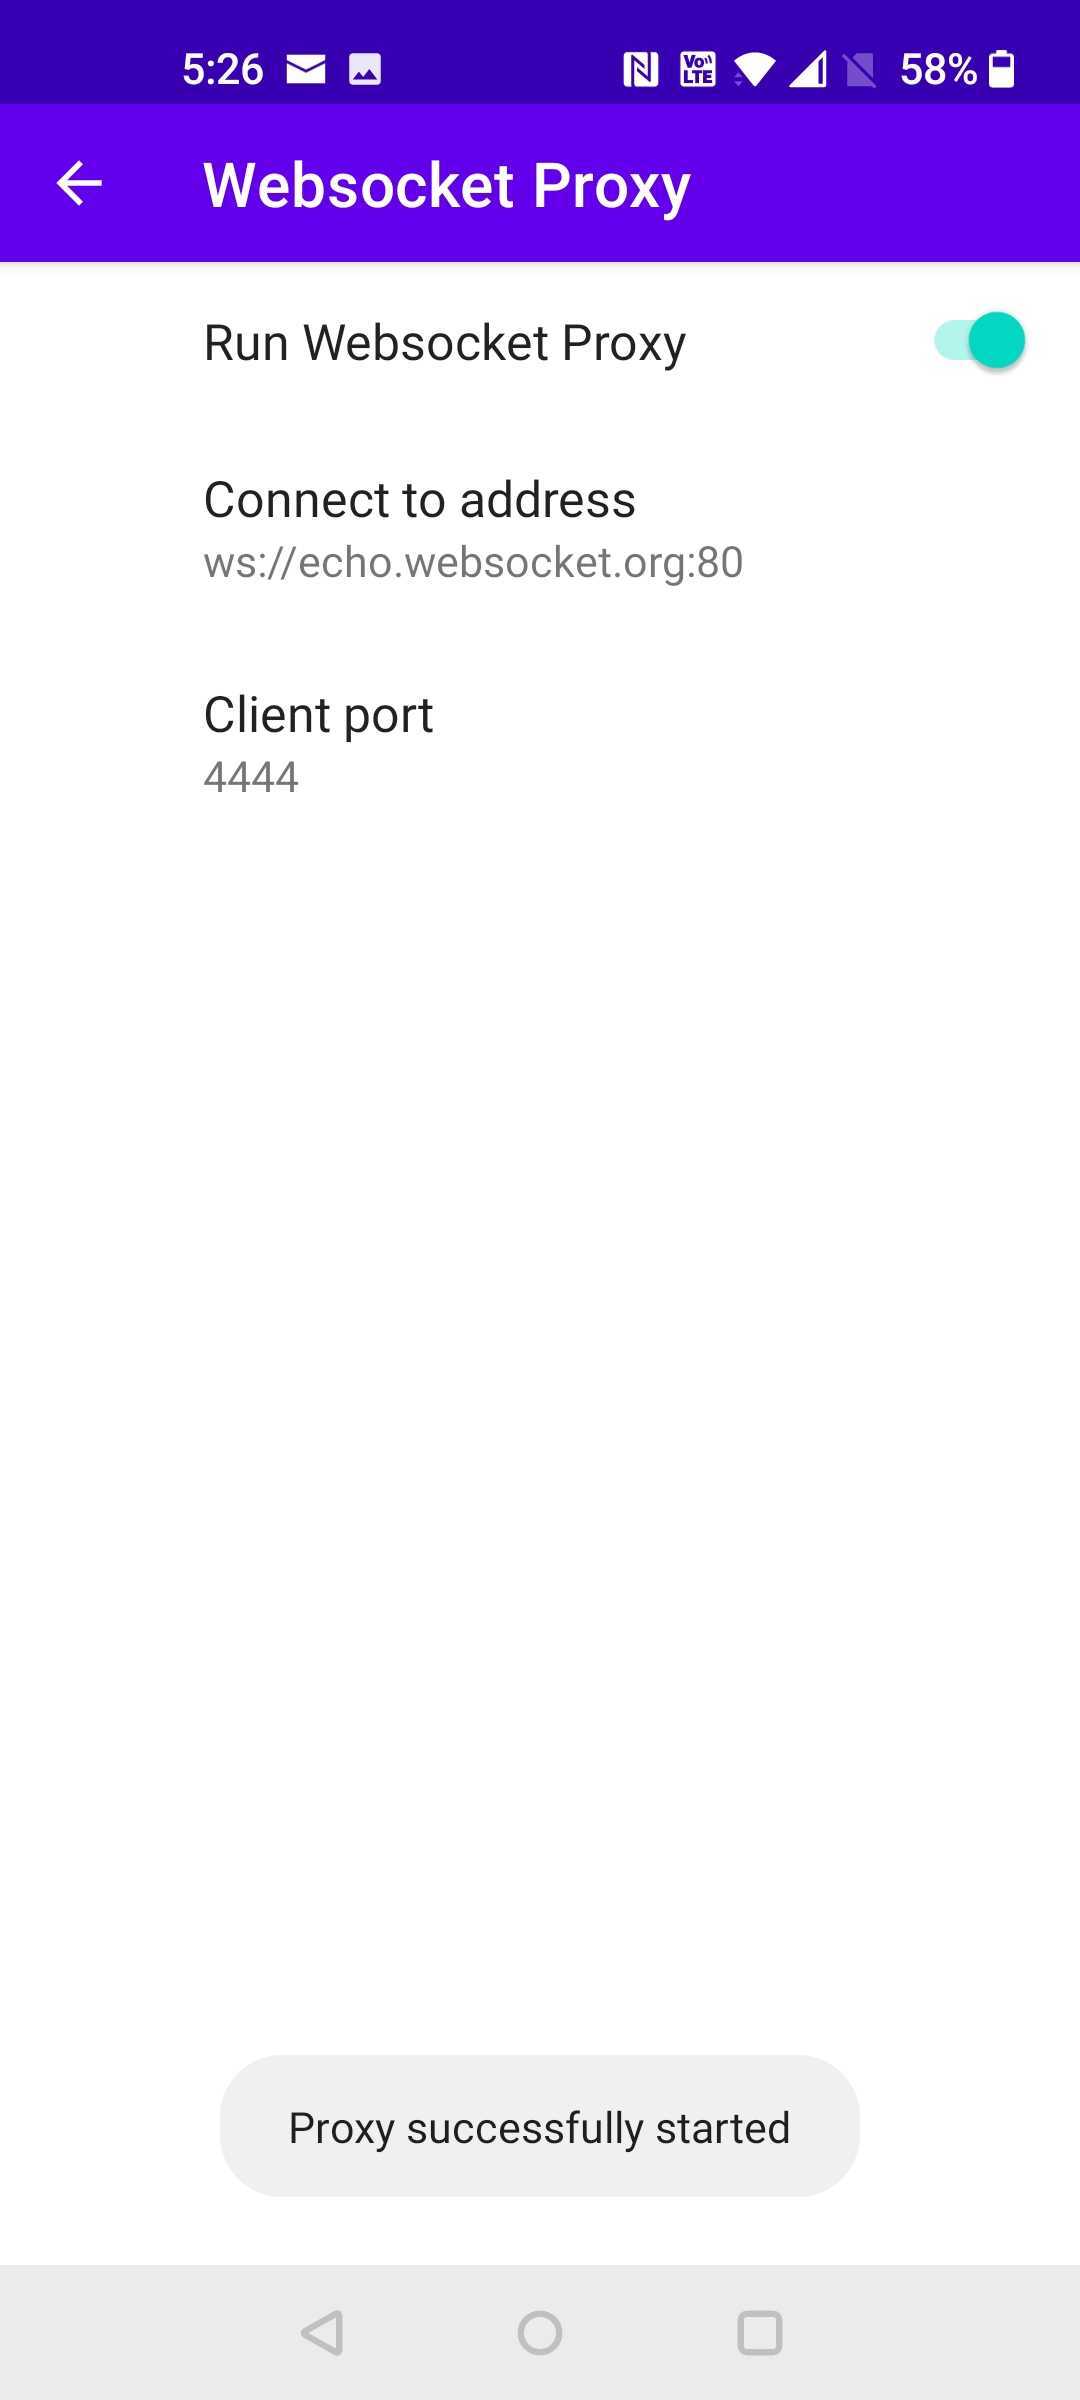 5:26
Vo LTE
58%
Websocket Proxy
Run Websocket Proxy
Connect to address
ws://echo.websocket.org:80
Client port
4444
Proxy successfully started